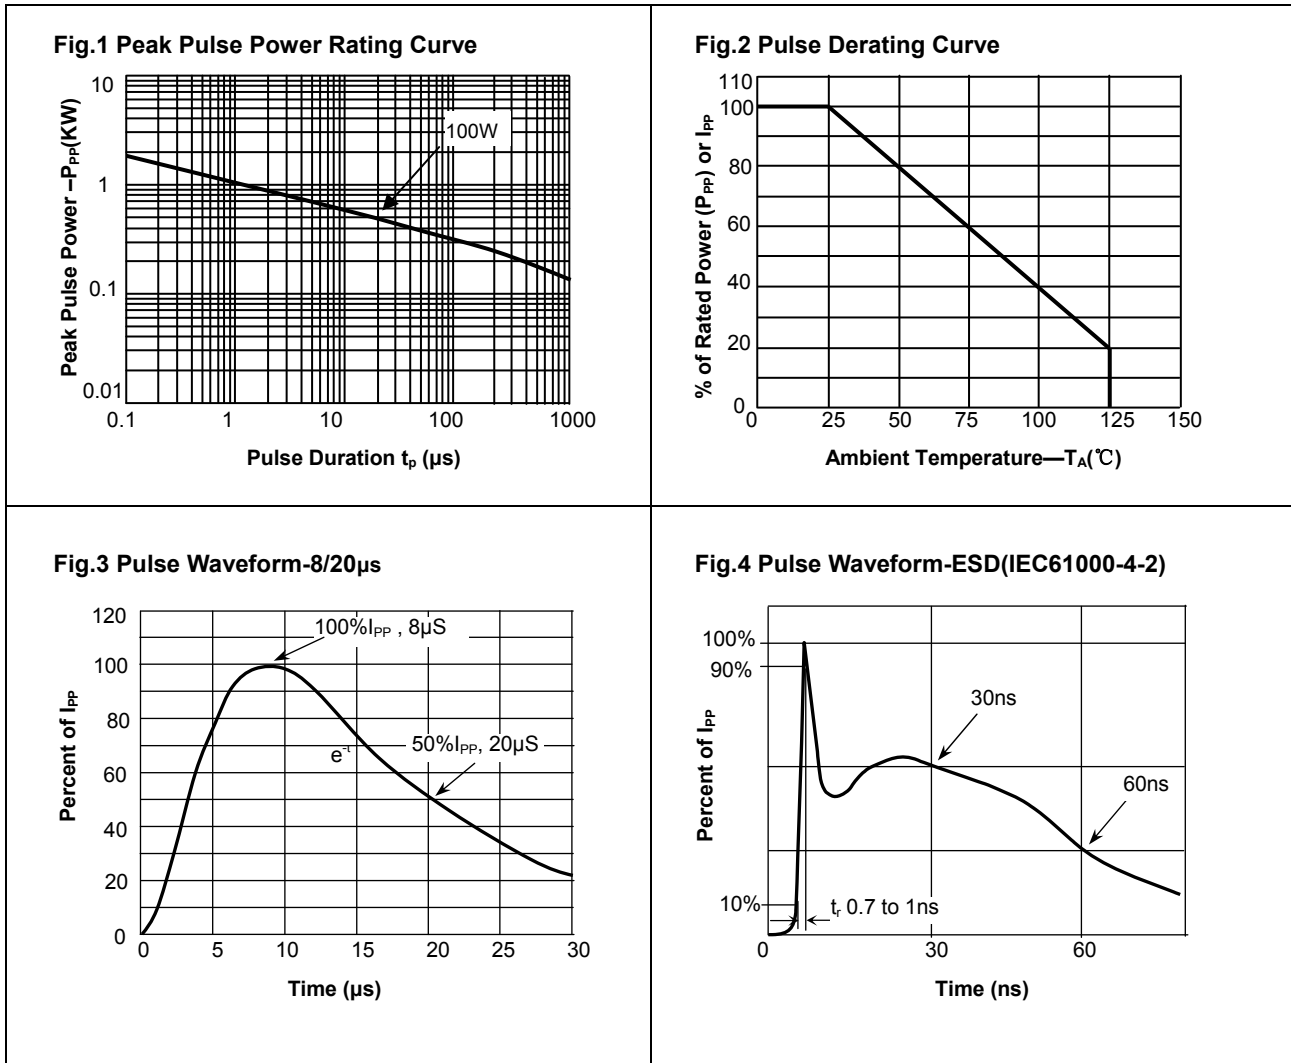 Fig.1 Peak Pulse Power Rating Curve
Peak Pulse Power –PPP(KW)
10
1
0.1
0.01
100W
0.1 1 10 100 1000
Pulse Duration tp (µs)
Fig.2 Pulse Derating Curve
% of Rated Power (PPP) or IPP
110
100
80
60
40
20
0
0 25 50 75 100 125 150
Ambient Temperature—TA(℃)
Fig.3 Pulse Waveform-8/20µs
Percent of IPP
120
100
80
60
40
20
0
100%IPP , 8µS
e-t
50%IPP, 20µS
0 5 10 15 20 25 30
Time (µs)
Fig.4 Pulse Waveform-ESD(IEC61000-4-2)
Percent of IPP
100%
90%
10%
30ns
60ns
tr 0.7 to 1ns
0 30 60
Time (ns)